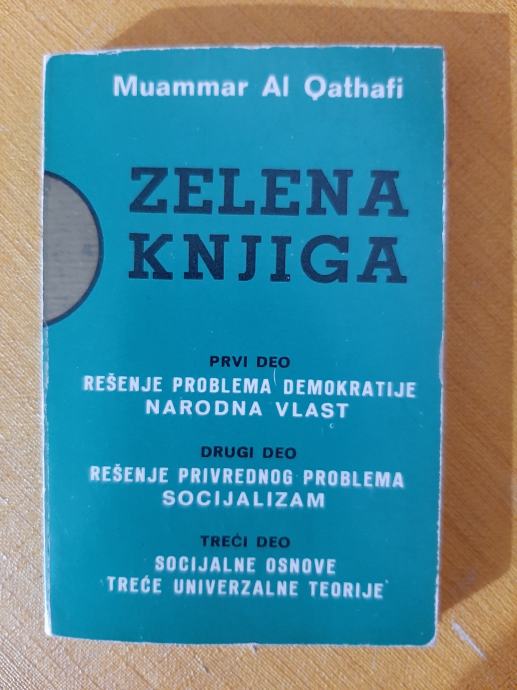 Muammar Al Qathafi
ZELENA
KNJIGA
PRVI DEO
REŠENJE PROBLEMA DEMOKRATIJE
NARODNA VLAST
DRUGI DEO
REŠENJE PRIVREDNOG PROBLEMA
SOCIJALIZAM
TREĆI DEO
SOCIJALNE OSNOVE
TREĆE UNIVERZALNE TEORIJE